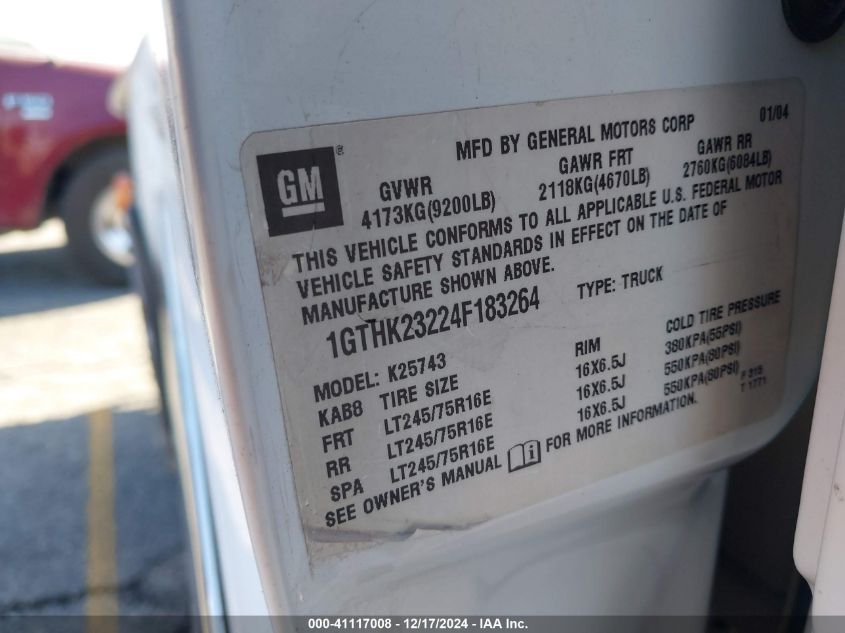 MFD BY GENERAL MOTORS CORP 01/04
GM ®
GVWR GAWR FRT GAWR RR
4173KG(9200LB) 2118KG(4670LB) 2760KG(6084LB)
THIS VEHICLE CONFORMS TO ALL APPLICABLE U.S. FEDERAL MOTOR
VEHICLE SAFETY STANDARDS IN EFFECT ON THE DATE OF
MANUFACTURE SHOWN ABOVE.
1GTHK23224F183264 TYPE: TRUCK
MODEL: K25743
KAB8 TIRE SIZE RIM COLD TIRE PRESSURE
FRT LT245/75R16E 16X6.5J 380KPA(55PSI)
RR LT245/75R16E 16X6.5J 550KPA(80PSI)
SPA LT245/75R16E 16X6.5J 550KPA(80PSI)
P 315
T 1771
SEE OWNER'S MANUAL i FOR MORE INFORMATION.
000-41117008 - 12/17/2024 - IAA Inc.